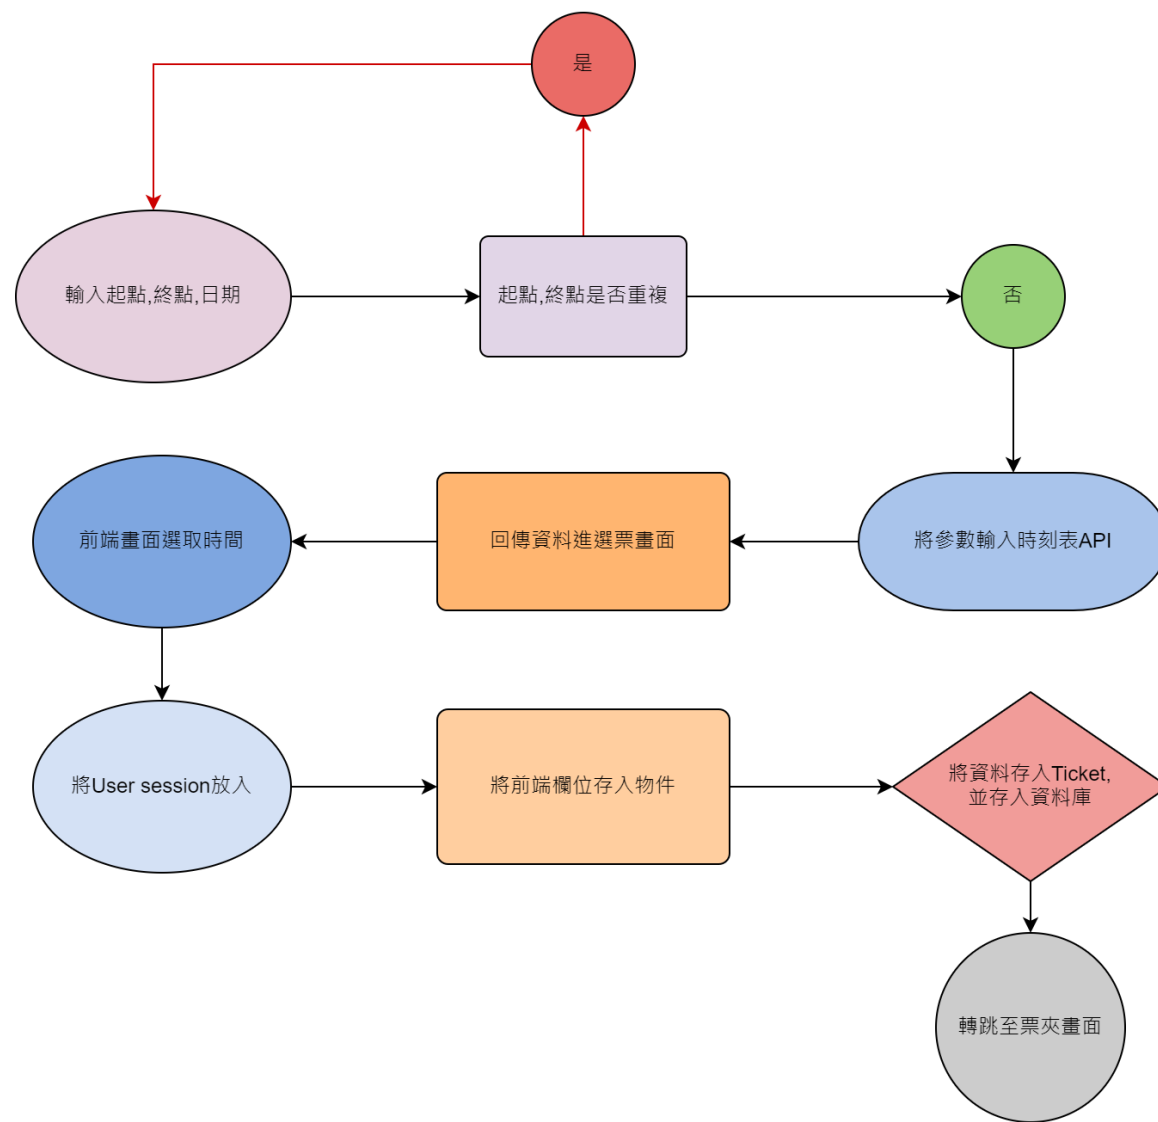 是
輸入起點,終點,日期
起點,終點是否重複
否
前端畫面選取時間
回傳資料進選票畫面
將參數輸入時刻表API
將User session放入
將前端欄位存入物件
將資料存入Ticket,
並存入資料庫
轉跳至票夾畫面